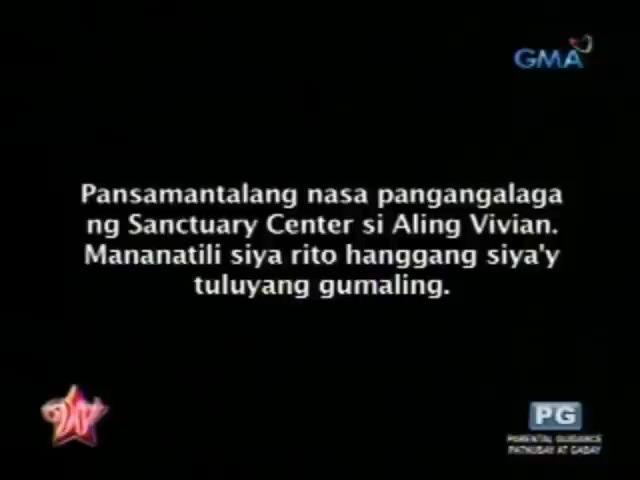 GMA
Pansamantalang nasa pangangalaga
ng Sanctuary Center si Aling Vivian.
Mananatili siya rito hanggang siya'y
tuluyang gumaling.
W
PG
PARENTAL GUIDANCE
PATNUBAY AT GABAY